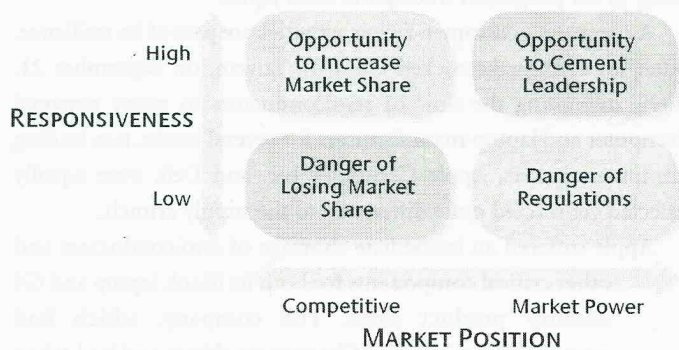 High
Opportunity
to Increase
Market Share
Opportunity
to Cement
Leadership
RESPONSIVENESS
Low
Danger of
Losing Market
Share
Danger of
Regulations
Competitive
Market Power
MARKET POSITION